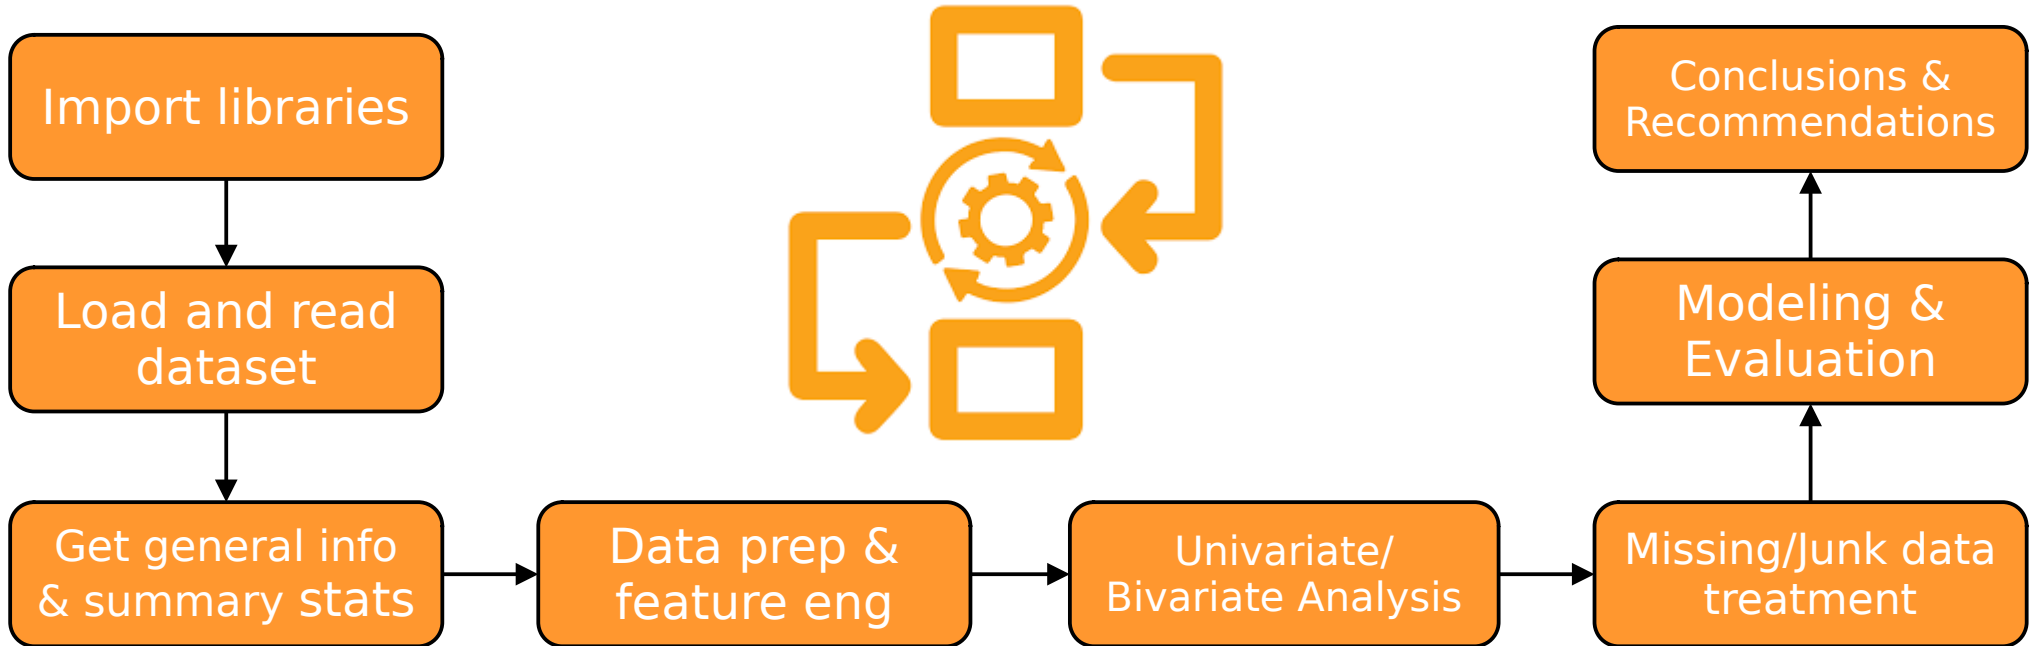 Import libraries
Load and read
dataset
Get general info
& summary stats
Data prep &
feature eng
Univariate/
Bivariate Analysis
Missing/Junk data
treatment
Modeling &
Evaluation
Conclusions &
Recommendations